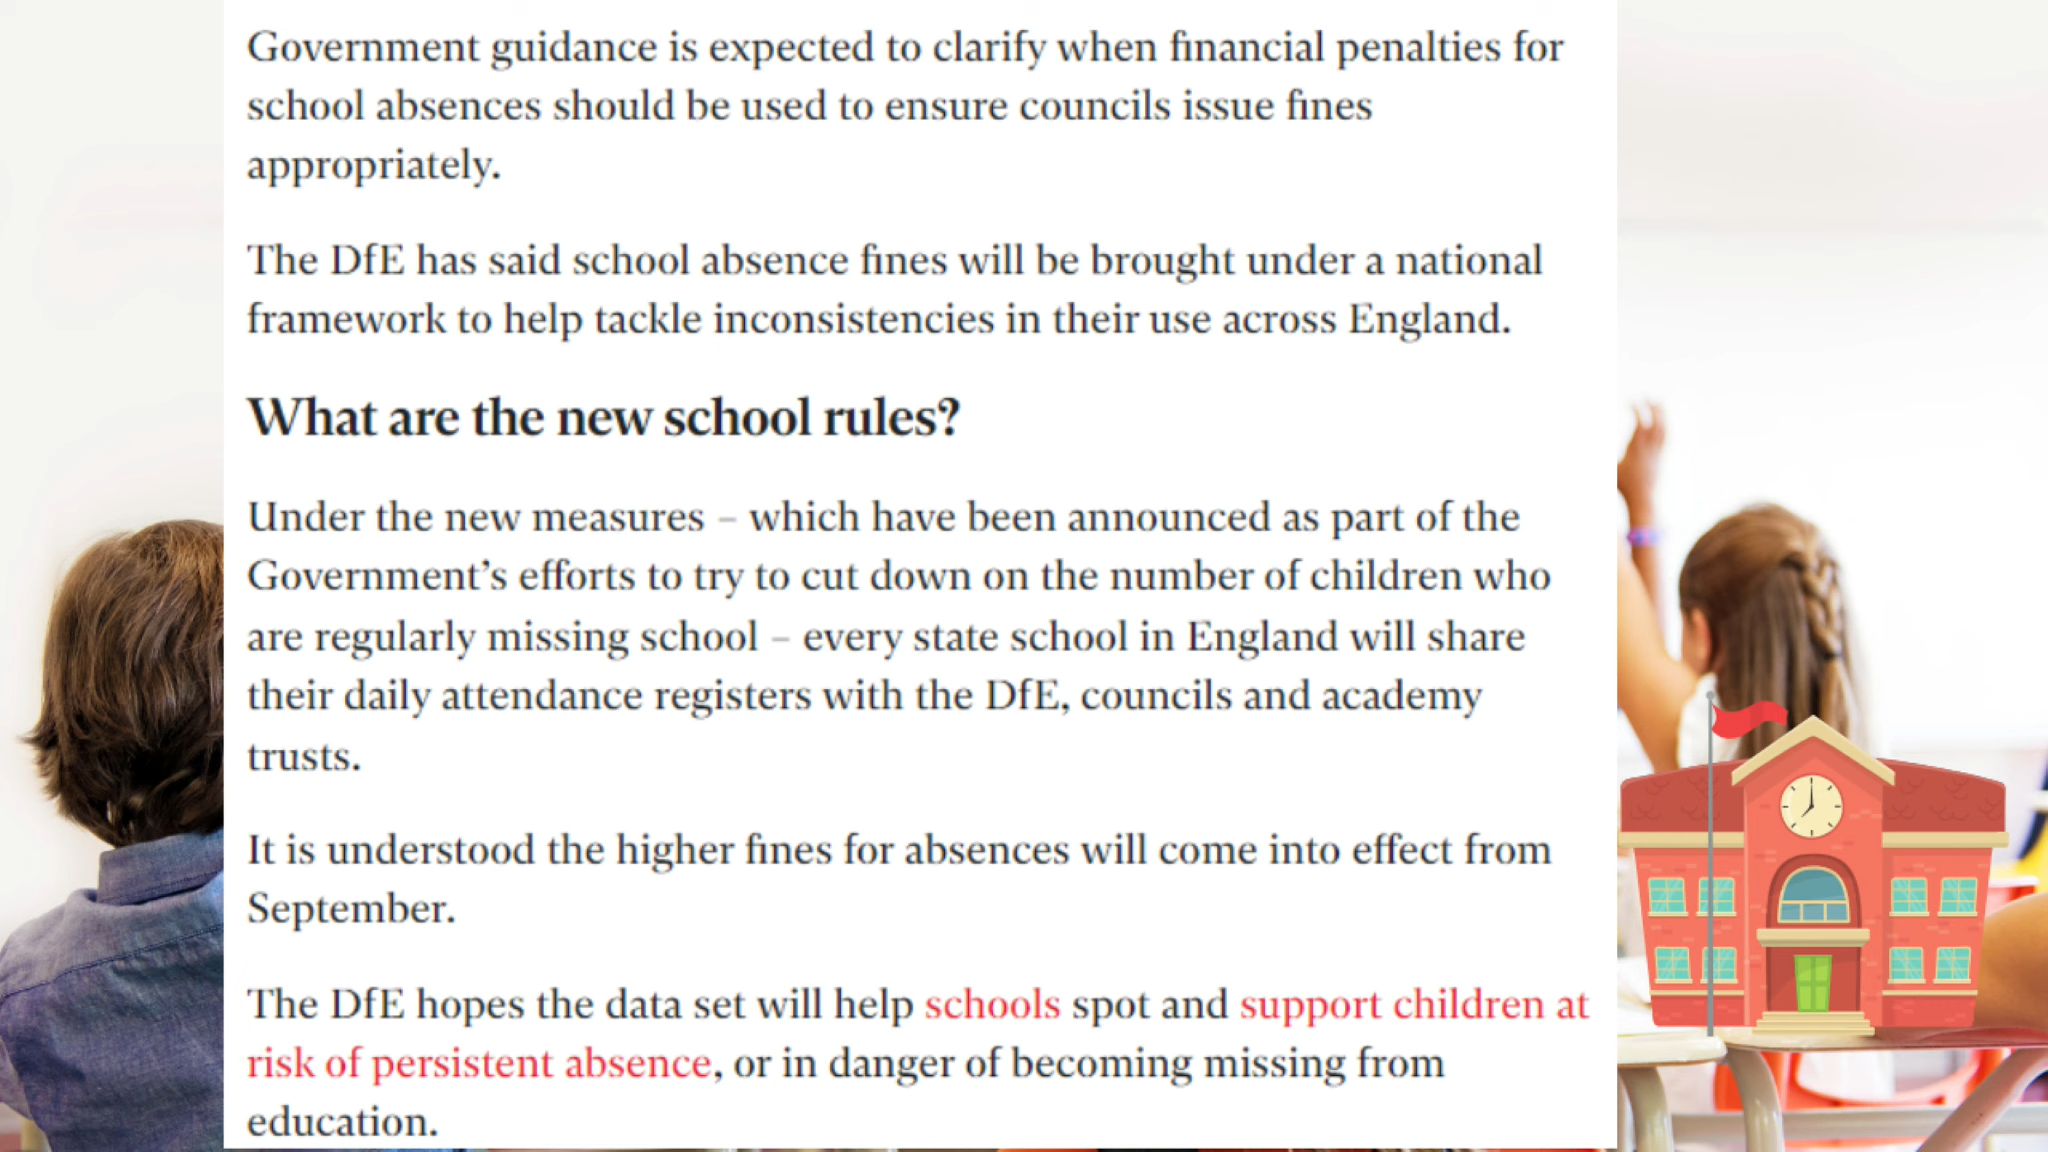 Government guidance is expected to clarify when financial penalties for
school absences should be used to ensure councils issue fines
appropriately.
The DfE has said school absence fines will be brought under a national
framework to help tackle inconsistencies in their use across England.
What are the new school rules?
Under the new measures – which have been announced as part of the
Government’s efforts to try to cut down on the number of children who
are regularly missing school – every state school in England will share
their daily attendance registers with the DfE, councils and academy
trusts.
It is understood the higher fines for absences will come into effect from
September.
The DfE hopes the data set will help schools spot and support children at
risk of persistent absence, or in danger of becoming missing from
education.